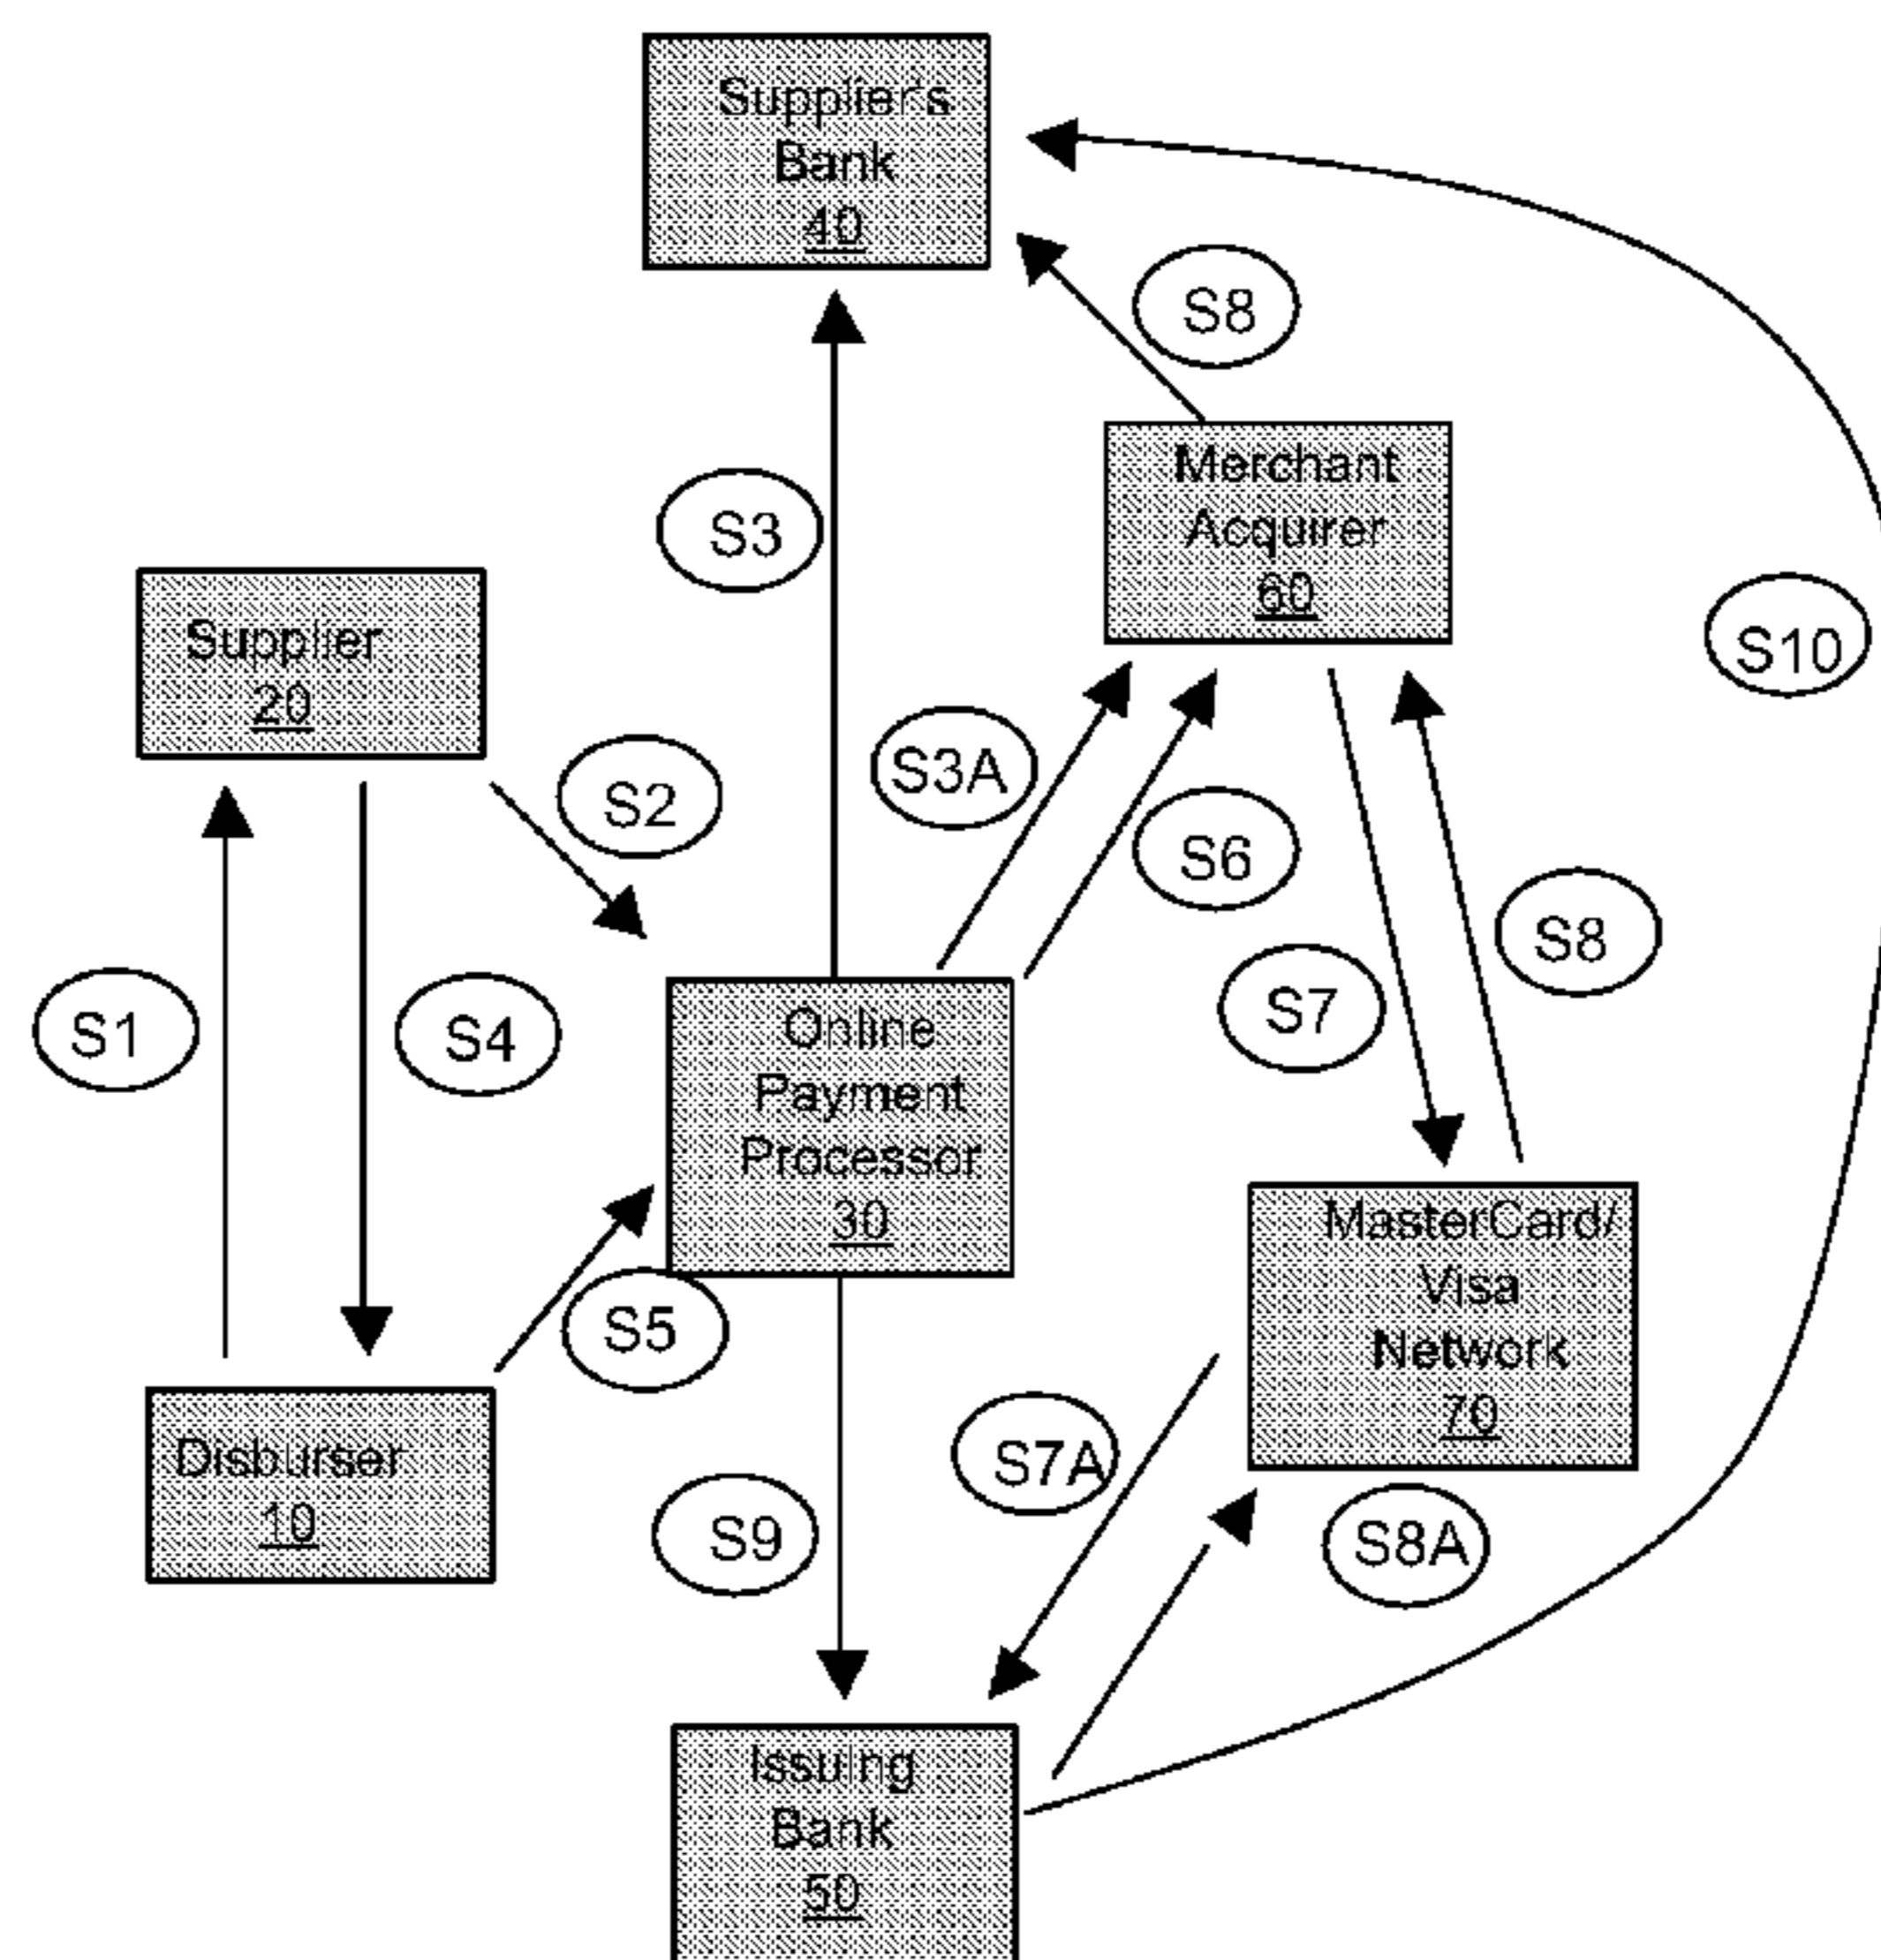 Supplier's
Bank
40
S8
Merchant
Acquirer
60
S3
Supplier
20
S10
S2
S3A
S6
S8
S7
S1
S4
Online
Payment
Processor
30
MasterCard/
Visa
Network
70
S5
Disburser
10
S7A
S9
S8A
Issuing
Bank
50